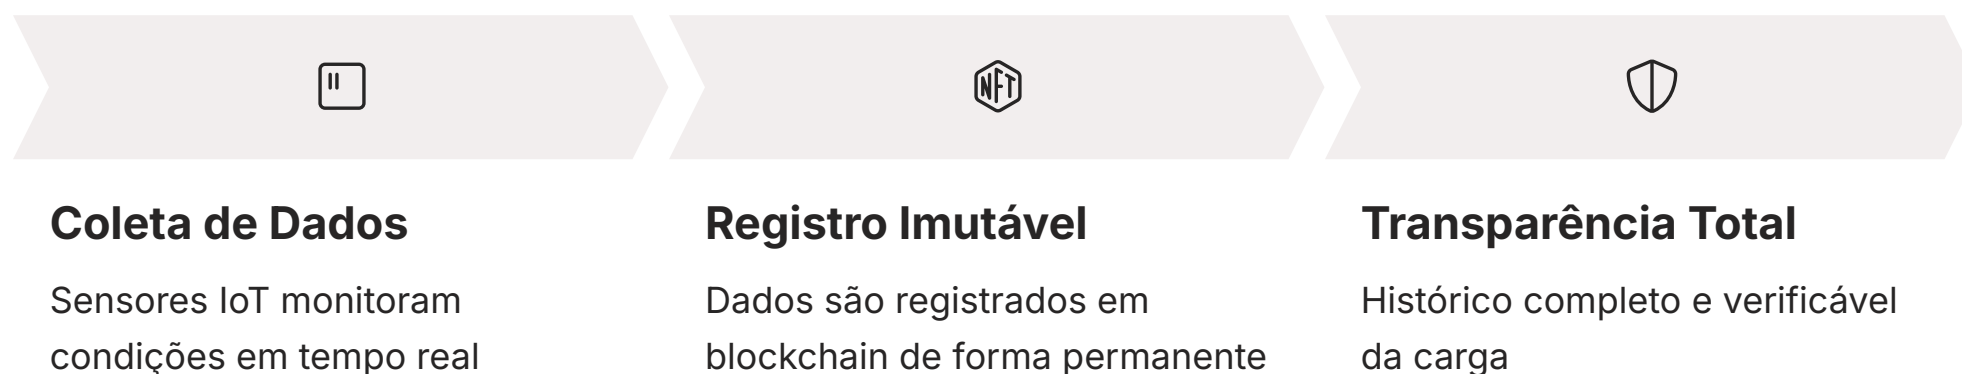 NFT
Coleta de Dados
Sensores IoT monitoram
condições em tempo real
Registro Imutável
Dados são registrados em
blockchain de forma permanente
Transparência Total
Histórico completo e verificável
da carga